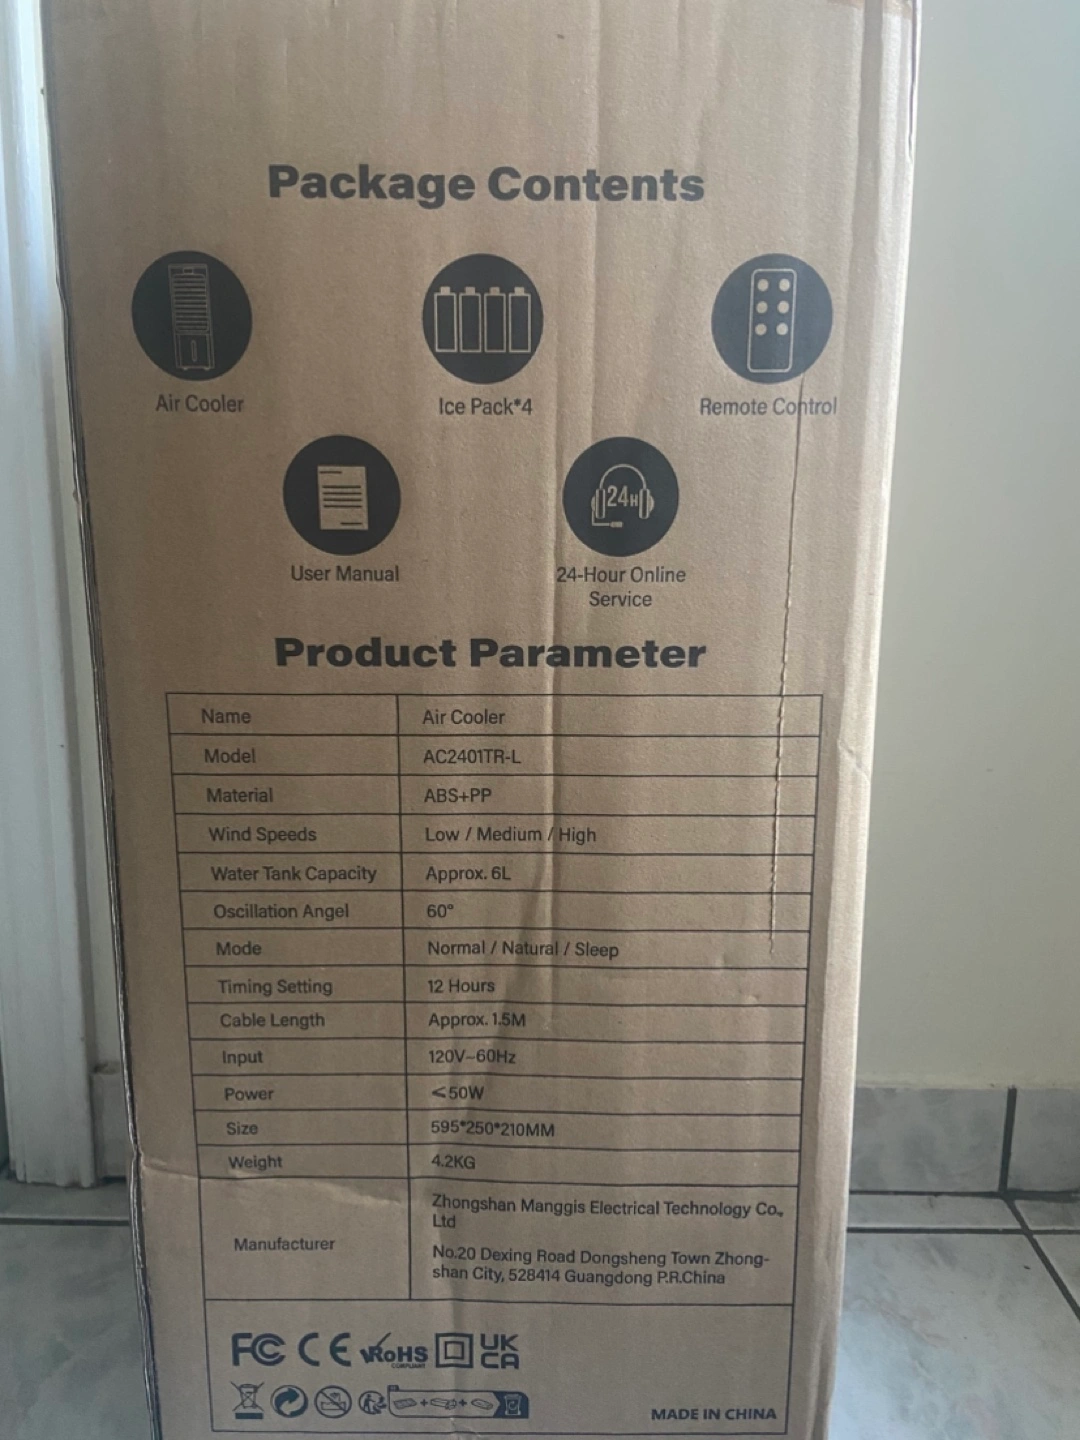 Package Contents
Air Cooler
Ice Pack*4
Remote Control
24H
User Manual
24-Hour Online
Service
Product Parameter
Name Air Cooler
Model AC2401TR-L
Material ABS+PP
Wind Speeds Low / Medium / High
Water Tank Capacity Approx. 6L
Oscillation Angel 60°
Mode Normal / Natural / Sleep
Timing Setting 12 Hours
Cable Length Approx. 1.5M
Input 120V~60Hz
Power ≤50W
Size 595*250*210MM
Weight 4.2KG
Manufacturer
Zhongshan Manggis Electrical Technology Co.,
Ltd
No.20 Dexing Road Dongsheng Town Zhong-
shan City, 528414 Guangdong P.R.China
FC CE RoHS COMPLIANT UK CA
MADE IN CHINA